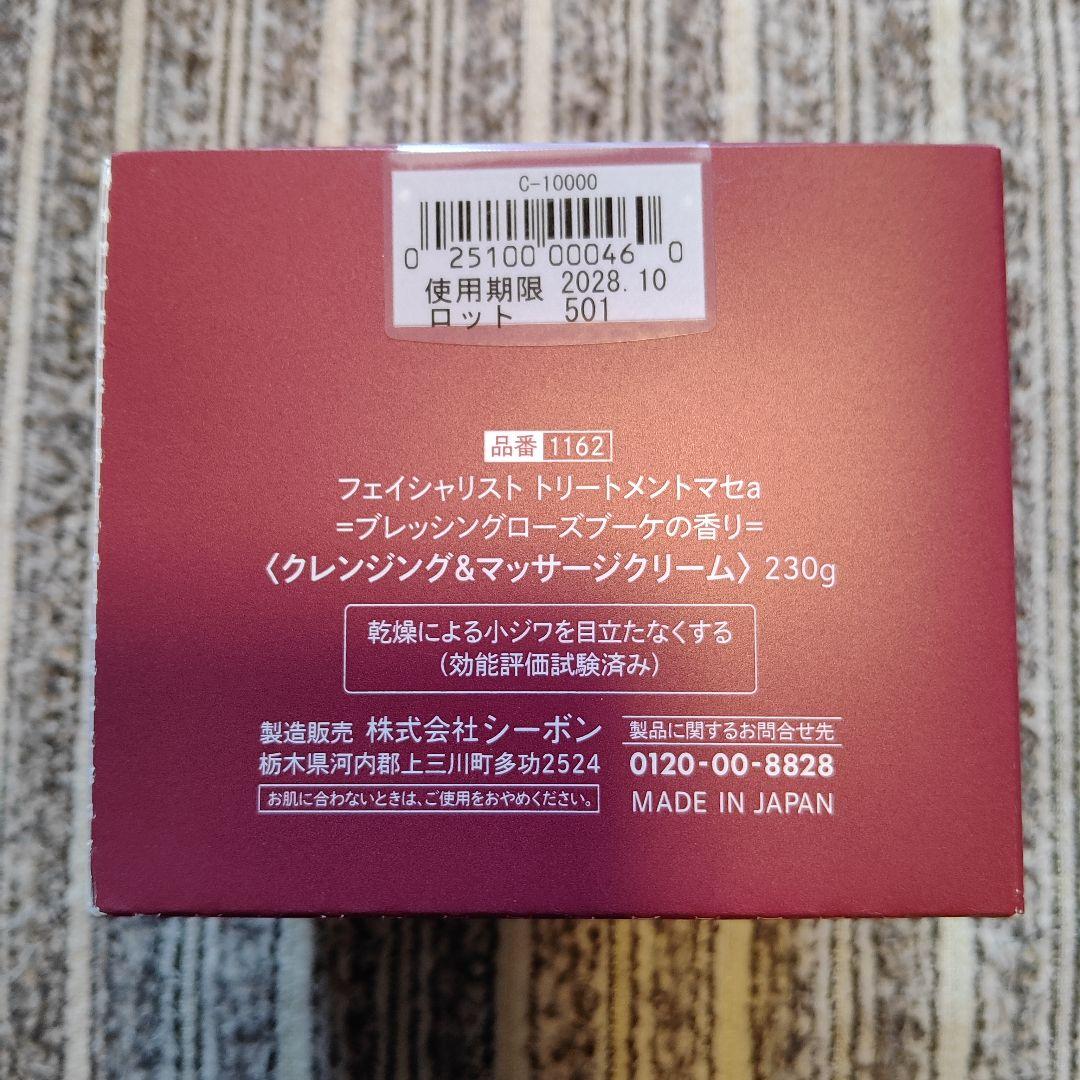 C-10000
0 25100 00046 0
使用期限 2028.10
ロット 501
品番 1162
フェイシャリスト トリートメントマセa
=ブレッシングローズブーケの香り=
〈クレンジング&マッサージクリーム〉230g
乾燥による小ジワを目立たなくする
(効能評価試験済み)
製造販売 株式会社シーボン
栃木県河内郡上三川町多功2524
お肌に合わないときは、ご使用をおやめください。
製品に関するお問合せ先
0120-00-8828
MADE IN JAPAN